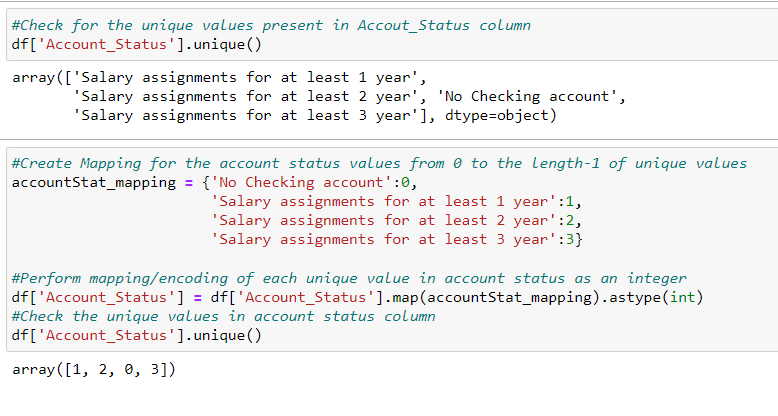 #Check for the unique values present in Accout_Status column
df['Account_Status'].unique()
array(['Salary assignments for at least 1 year',
       'Salary assignments for at least 2 year', 'No Checking account',
       'Salary assignments for at least 3 year'], dtype=object)
#Create Mapping for the account status values from 0 to the length-1 of unique values
accountStat_mapping = {'No Checking account':0,
                       'Salary assignments for at least 1 year':1,
                       'Salary assignments for at least 2 year':2,
                       'Salary assignments for at least 3 year':3}
#Perform mapping/encoding of each unique value in account status as an integer
df['Account_Status'] = df['Account_Status'].map(accountStat_mapping).astype(int)
#Check the unique values in account status column
df['Account_Status'].unique()
array([1, 2, 0, 3])